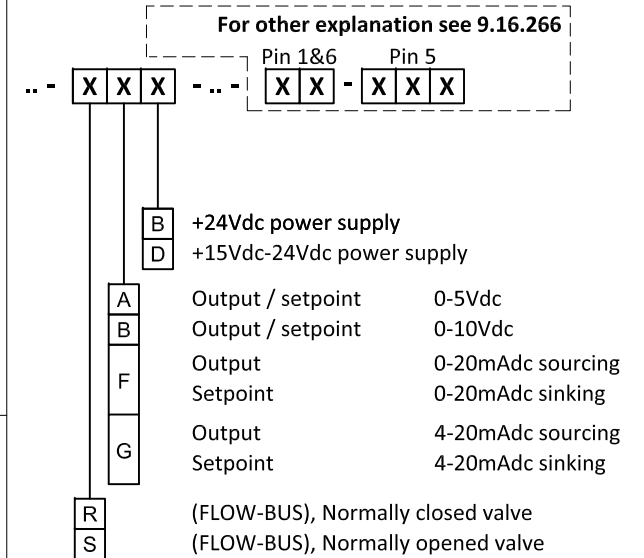 For other explanation see 9.16.266
Pin 1&6 Pin 5
.. - X X X - .. - X X - X X X
B +24Vdc power supply
D +15Vdc-24Vdc power supply
A Output / setpoint 0-5Vdc
B Output / setpoint 0-10Vdc
F Output 0-20mAdc sourcing
Setpoint 0-20mAdc sinking
G Output 4-20mAdc sourcing
Setpoint 4-20mAdc sinking
R (FLOW-BUS), Normally closed valve
S (FLOW-BUS), Normally opened valve